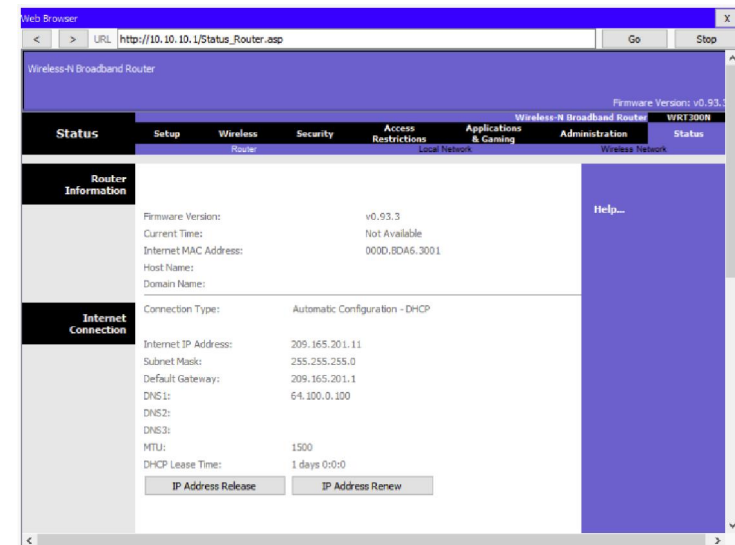 Web Browser X
< > URL http://10.10.10.1/Status_Router.asp Go Stop
Wireless-N Broadband Router
Firmware Version: v0.93.3
Wireless-N Broadband Router WRT300N
Status Setup Wireless Security Access Restrictions Applications & Gaming Administration Status
Router Local Network Wireless Network
Router Information
Help...
Firmware Version: v0.93.3
Current Time: Not Available
Internet MAC Address: 000D.BDA6.3001
Host Name:
Domain Name:
Internet Connection
Connection Type: Automatic Configuration - DHCP
Internet IP Address: 209.165.201.11
Subnet Mask: 255.255.255.0
Default Gateway: 209.165.201.1
DNS1: 64.100.0.100
DNS2:
DNS3:
MTU: 1500
DHCP Lease Time: 1 days 0:0:0
IP Address Release IP Address Renew